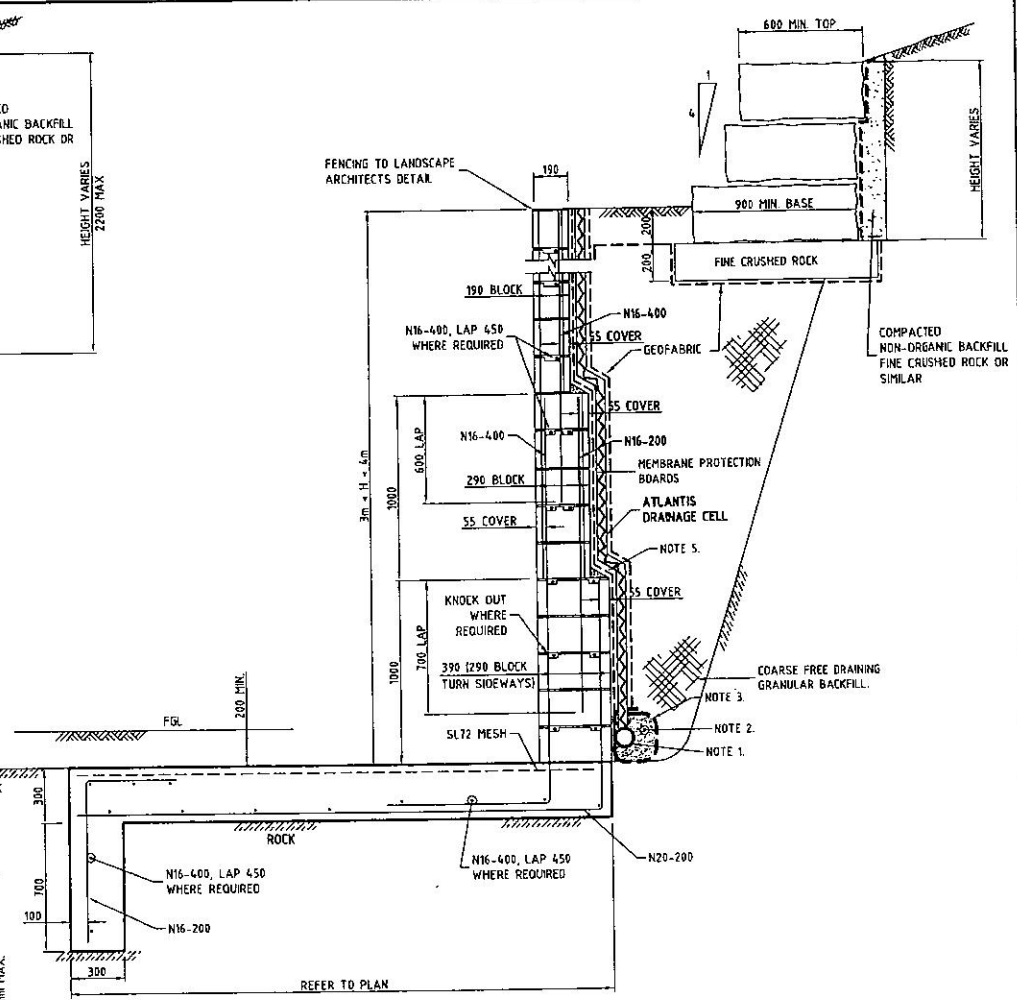 600 MIN. TOP
1
4
HEIGHT VARIES
ANIC BACKFILL
SHED ROCK OR
HEIGHT VARIES
2200 MAX
FENCING TO LANDSCAPE
ARCHITECTS DETAIL
190
900 MIN. BASE
200
200
FINE CRUSHED ROCK
190 BLOCK
N16-400
N16-400, LAP 450
WHERE REQUIRED
55 COVER
GEOFABRIC
COMPACTED
NON-ORGANIC BACKFILL
FINE CRUSHED ROCK OR
SIMILAR
55 COVER
N16-400
N16-200
600 LAP
1000
3m < H < 4m
290 BLOCK
MEMBRANE PROTECTION
BOARDS
ATLANTIS
DRAINAGE CELL
55 COVER
NOTE 5.
55 COVER
KNOCK OUT
WHERE
REQUIRED
700 LAP
1000
390 (290 BLOCK
TURN SIDEWAYS)
COARSE FREE DRAINING
GRANULAR BACKFILL.
NOTE 3.
NOTE 2.
NOTE 1.
200 MIN.
FGL
SL72 MESH
300
ROCK
N20-200
N16-400, LAP 450
WHERE REQUIRED
N16-400, LAP 450
WHERE REQUIRED
700
100
N16-200
300
REFER TO PLAN
MAX.